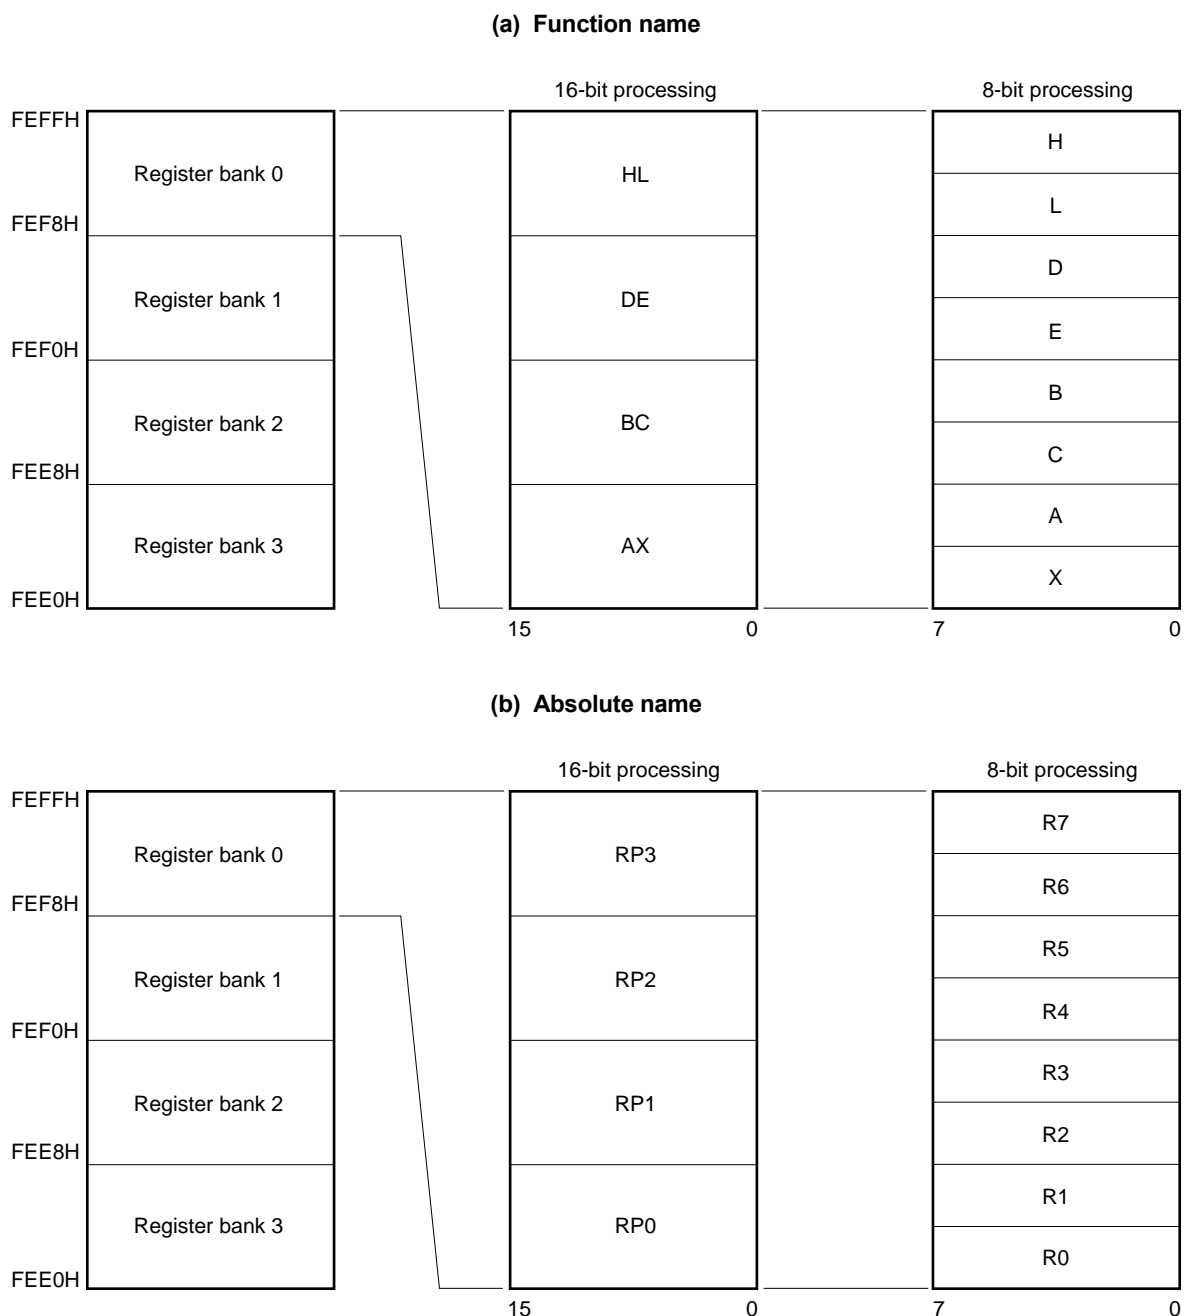 (a) Function name
16-bit processing
8-bit processing
FEFFH
H
Register bank 0
HL
L
FEF8H
D
Register bank 1
DE
E
FEF0H
B
Register bank 2
BC
C
FEE8H
A
Register bank 3
AX
X
FEE0H
15 0 7 0
(b) Absolute name
16-bit processing
8-bit processing
FEFFH
R7
Register bank 0
RP3
R6
FEF8H
R5
Register bank 1
RP2
R4
FEF0H
R3
Register bank 2
RP1
R2
FEE8H
R1
Register bank 3
RP0
R0
FEE0H
15 0 7 0